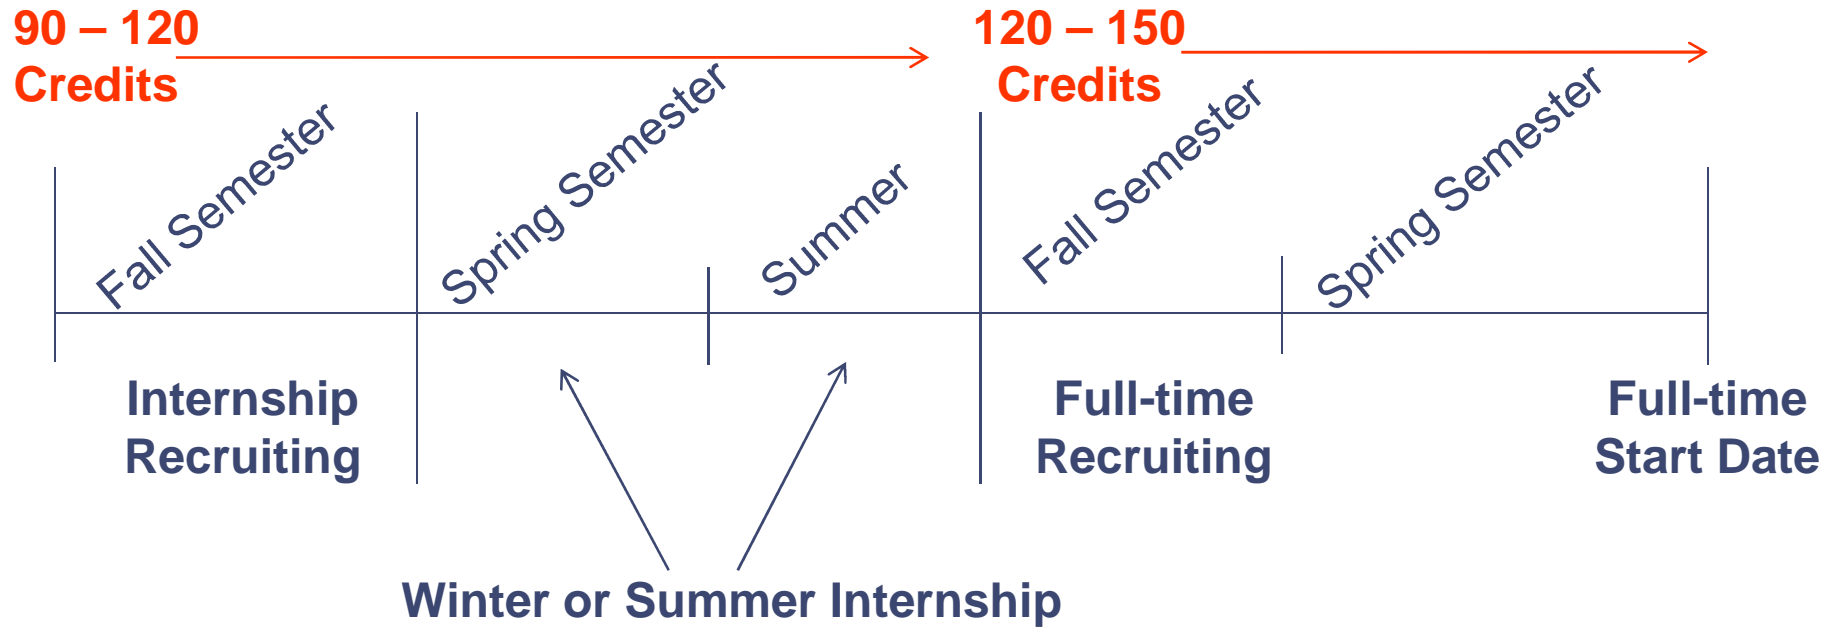 90 – 120
Credits
120 – 150
Credits
Fall Semester
Spring Semester
Summer
Fall Semester
Spring Semester
Internship
Recruiting
Full-time
Recruiting
Full-time
Start Date
Winter or Summer Internship